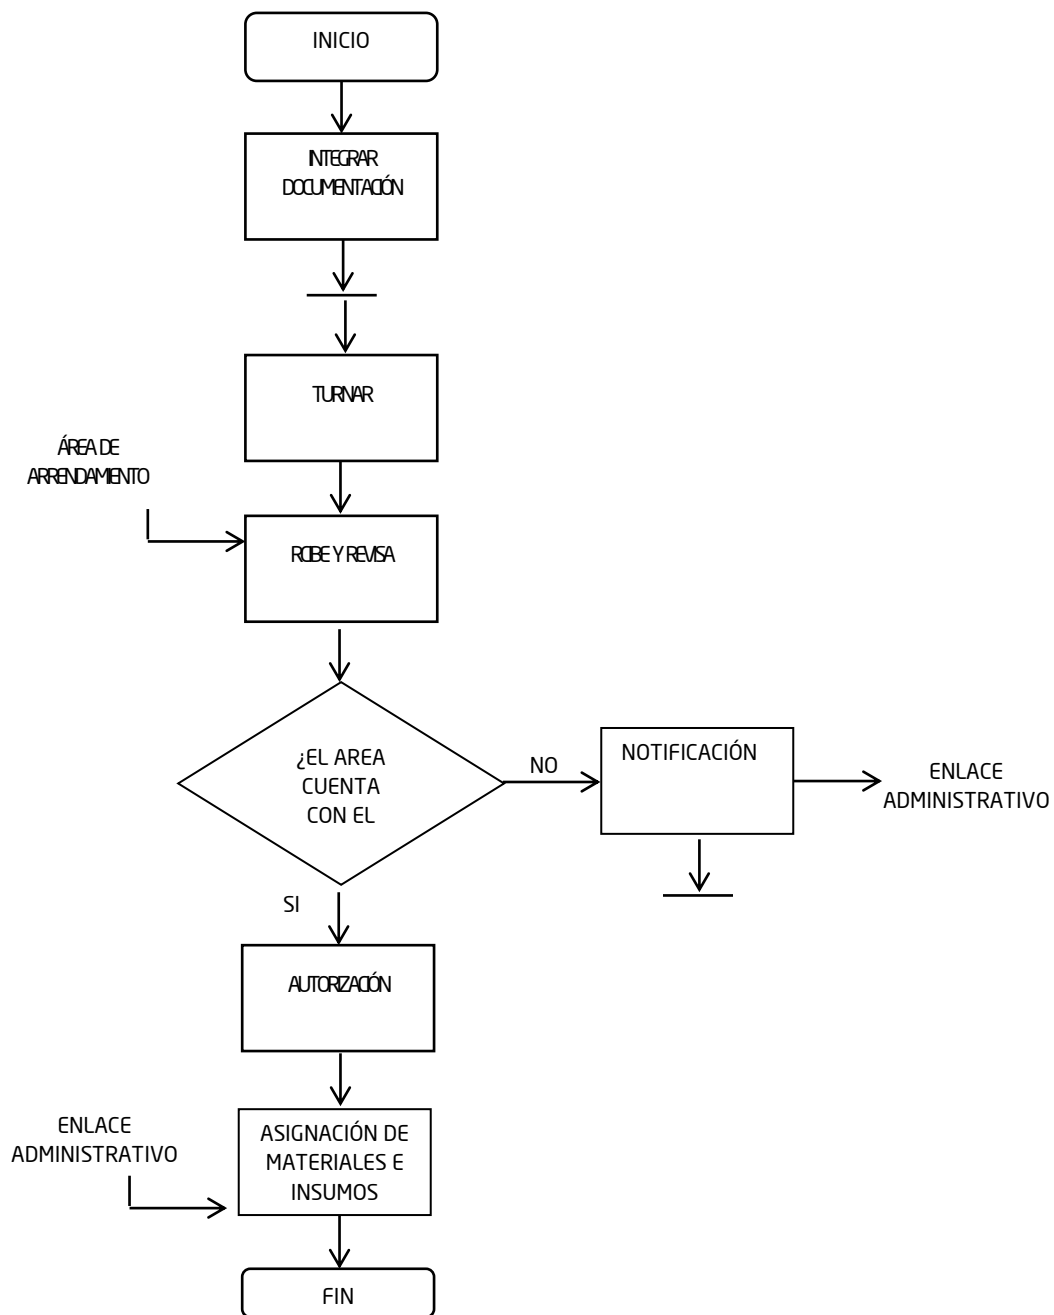 INICIO
INTEGRAR
DOCUMENTACIÓN
TURNAR
ÁREA DE
ARRENDAMIENTO
RCIBE Y REVISA
¿EL AREA
CUENTA
CON EL
NO
NOTIFICACIÓN
ENLACE
ADMINISTRATIVO
SI
AUTORIZACIÓN
ENLACE
ADMINISTRATIVO
ASIGNACIÓN DE
MATERIALES E
INSUMOS
FIN